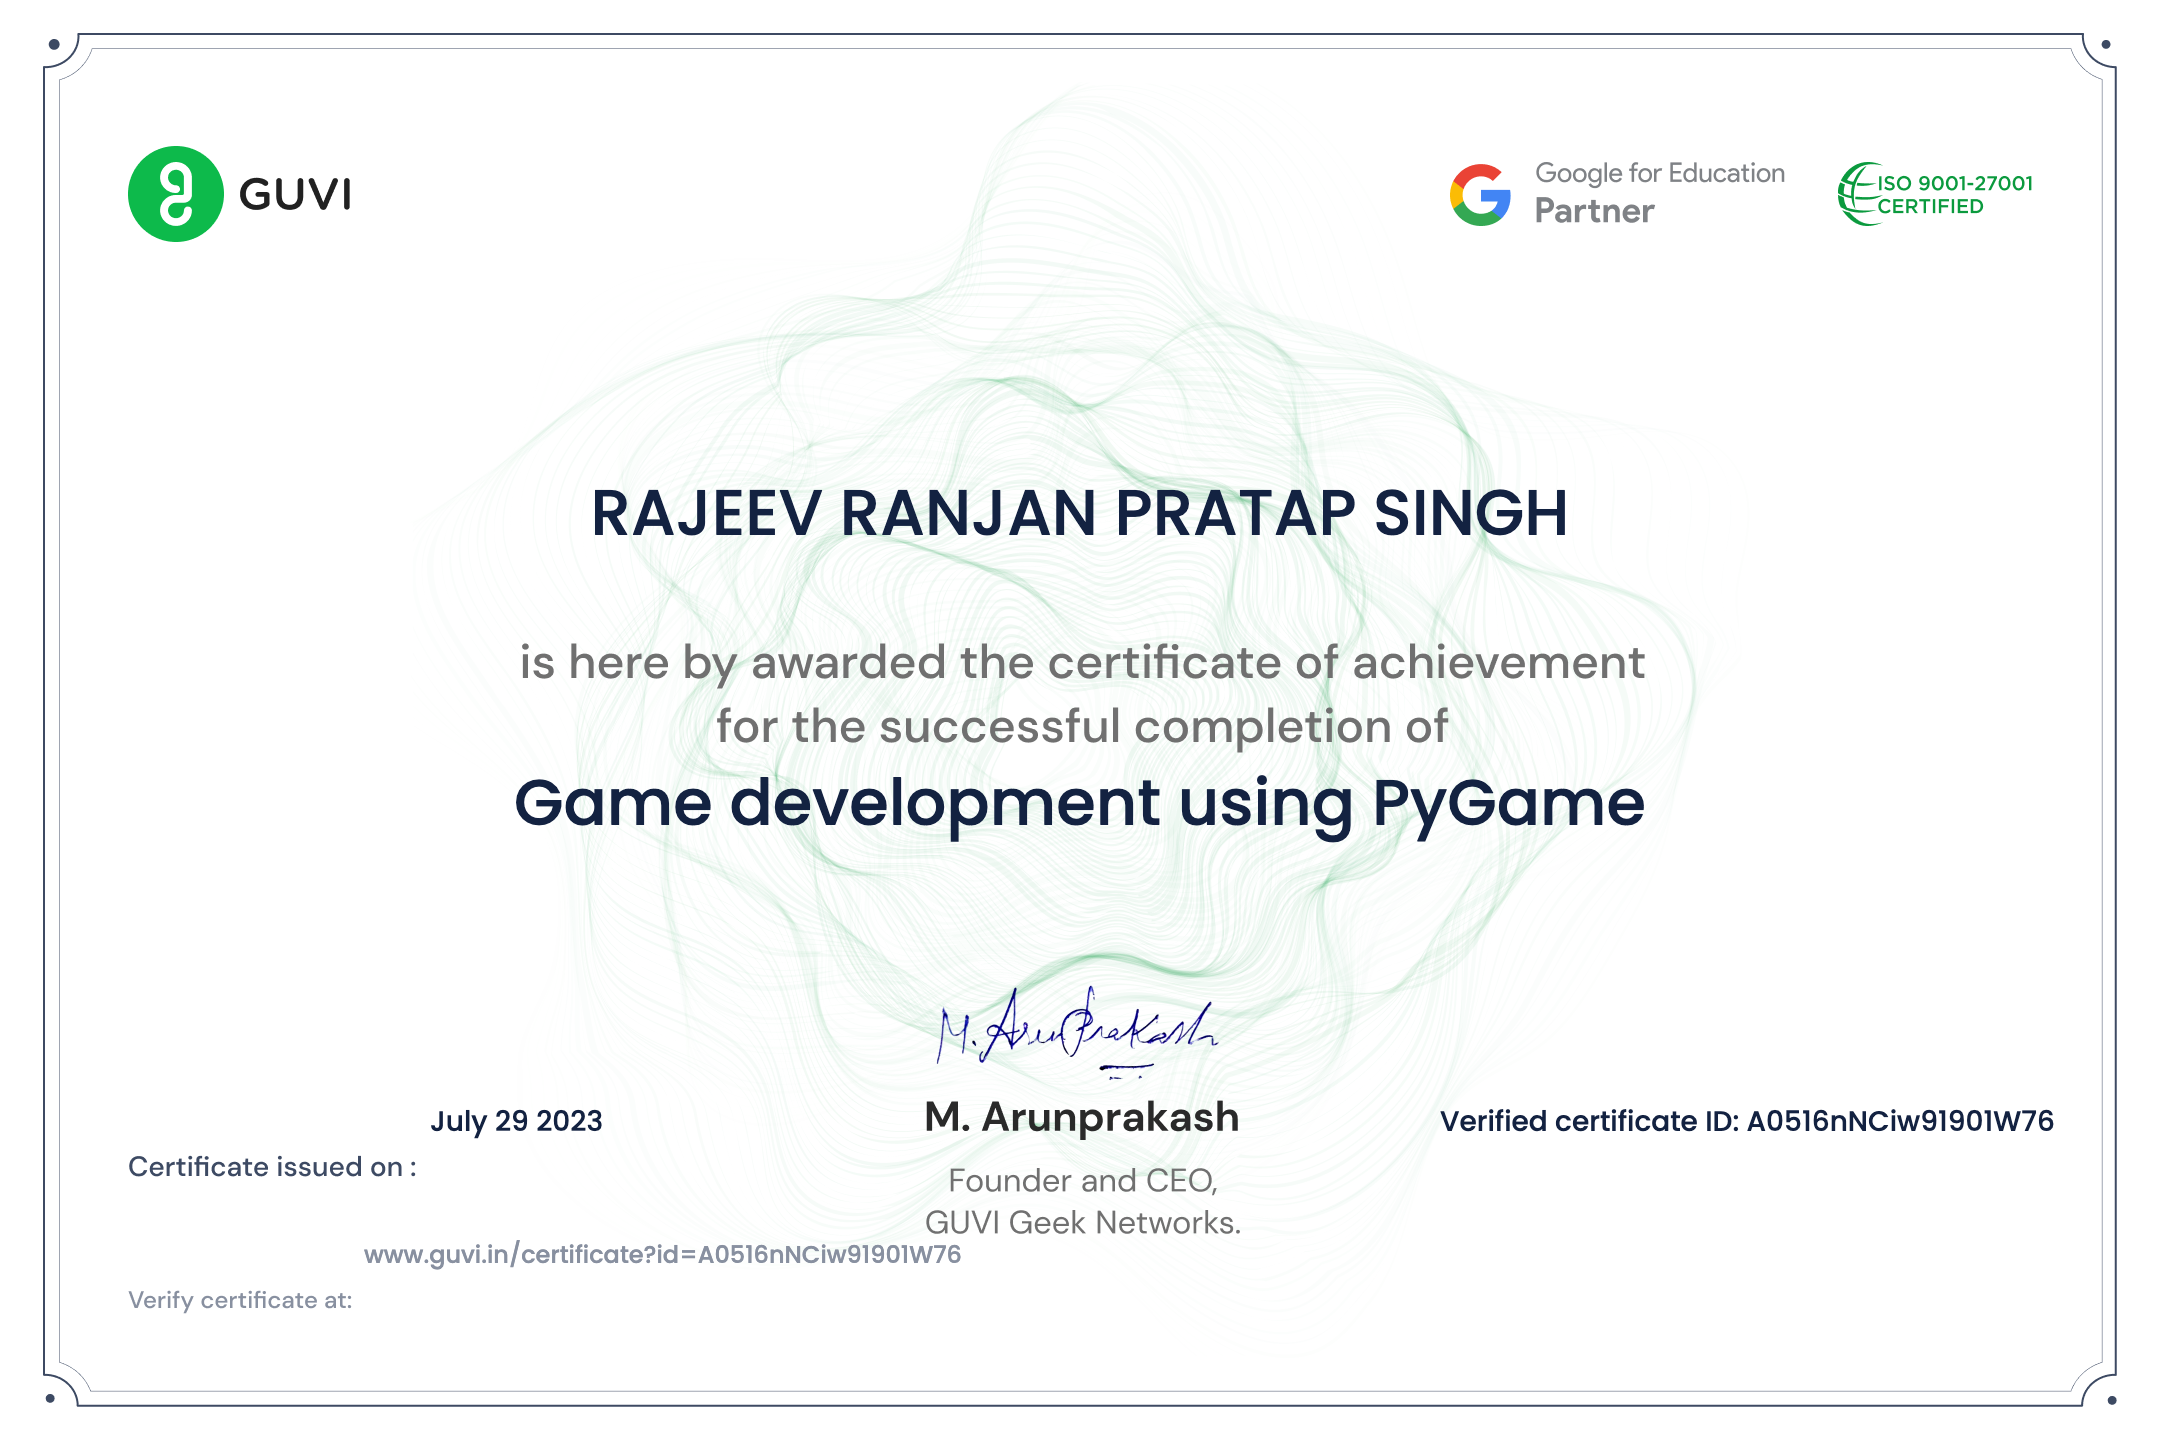 GUVI
Google for Education
Partner
ISO 9001-27001
CERTIFIED
RAJEEV RANJAN PRATAP SINGH
is here by awarded the certificate of achievement
for the successful completion of
Game development using PyGame
M. ArunPrakash
July 29 2023
Certificate issued on :
M. Arunprakash
Founder and CEO,
GUVI Geek Networks.
Verified certificate ID: A0516nNCiw91901W76
www.guvi.in/certificate?id=A0516nNCiw91901W76
Verify certificate at: